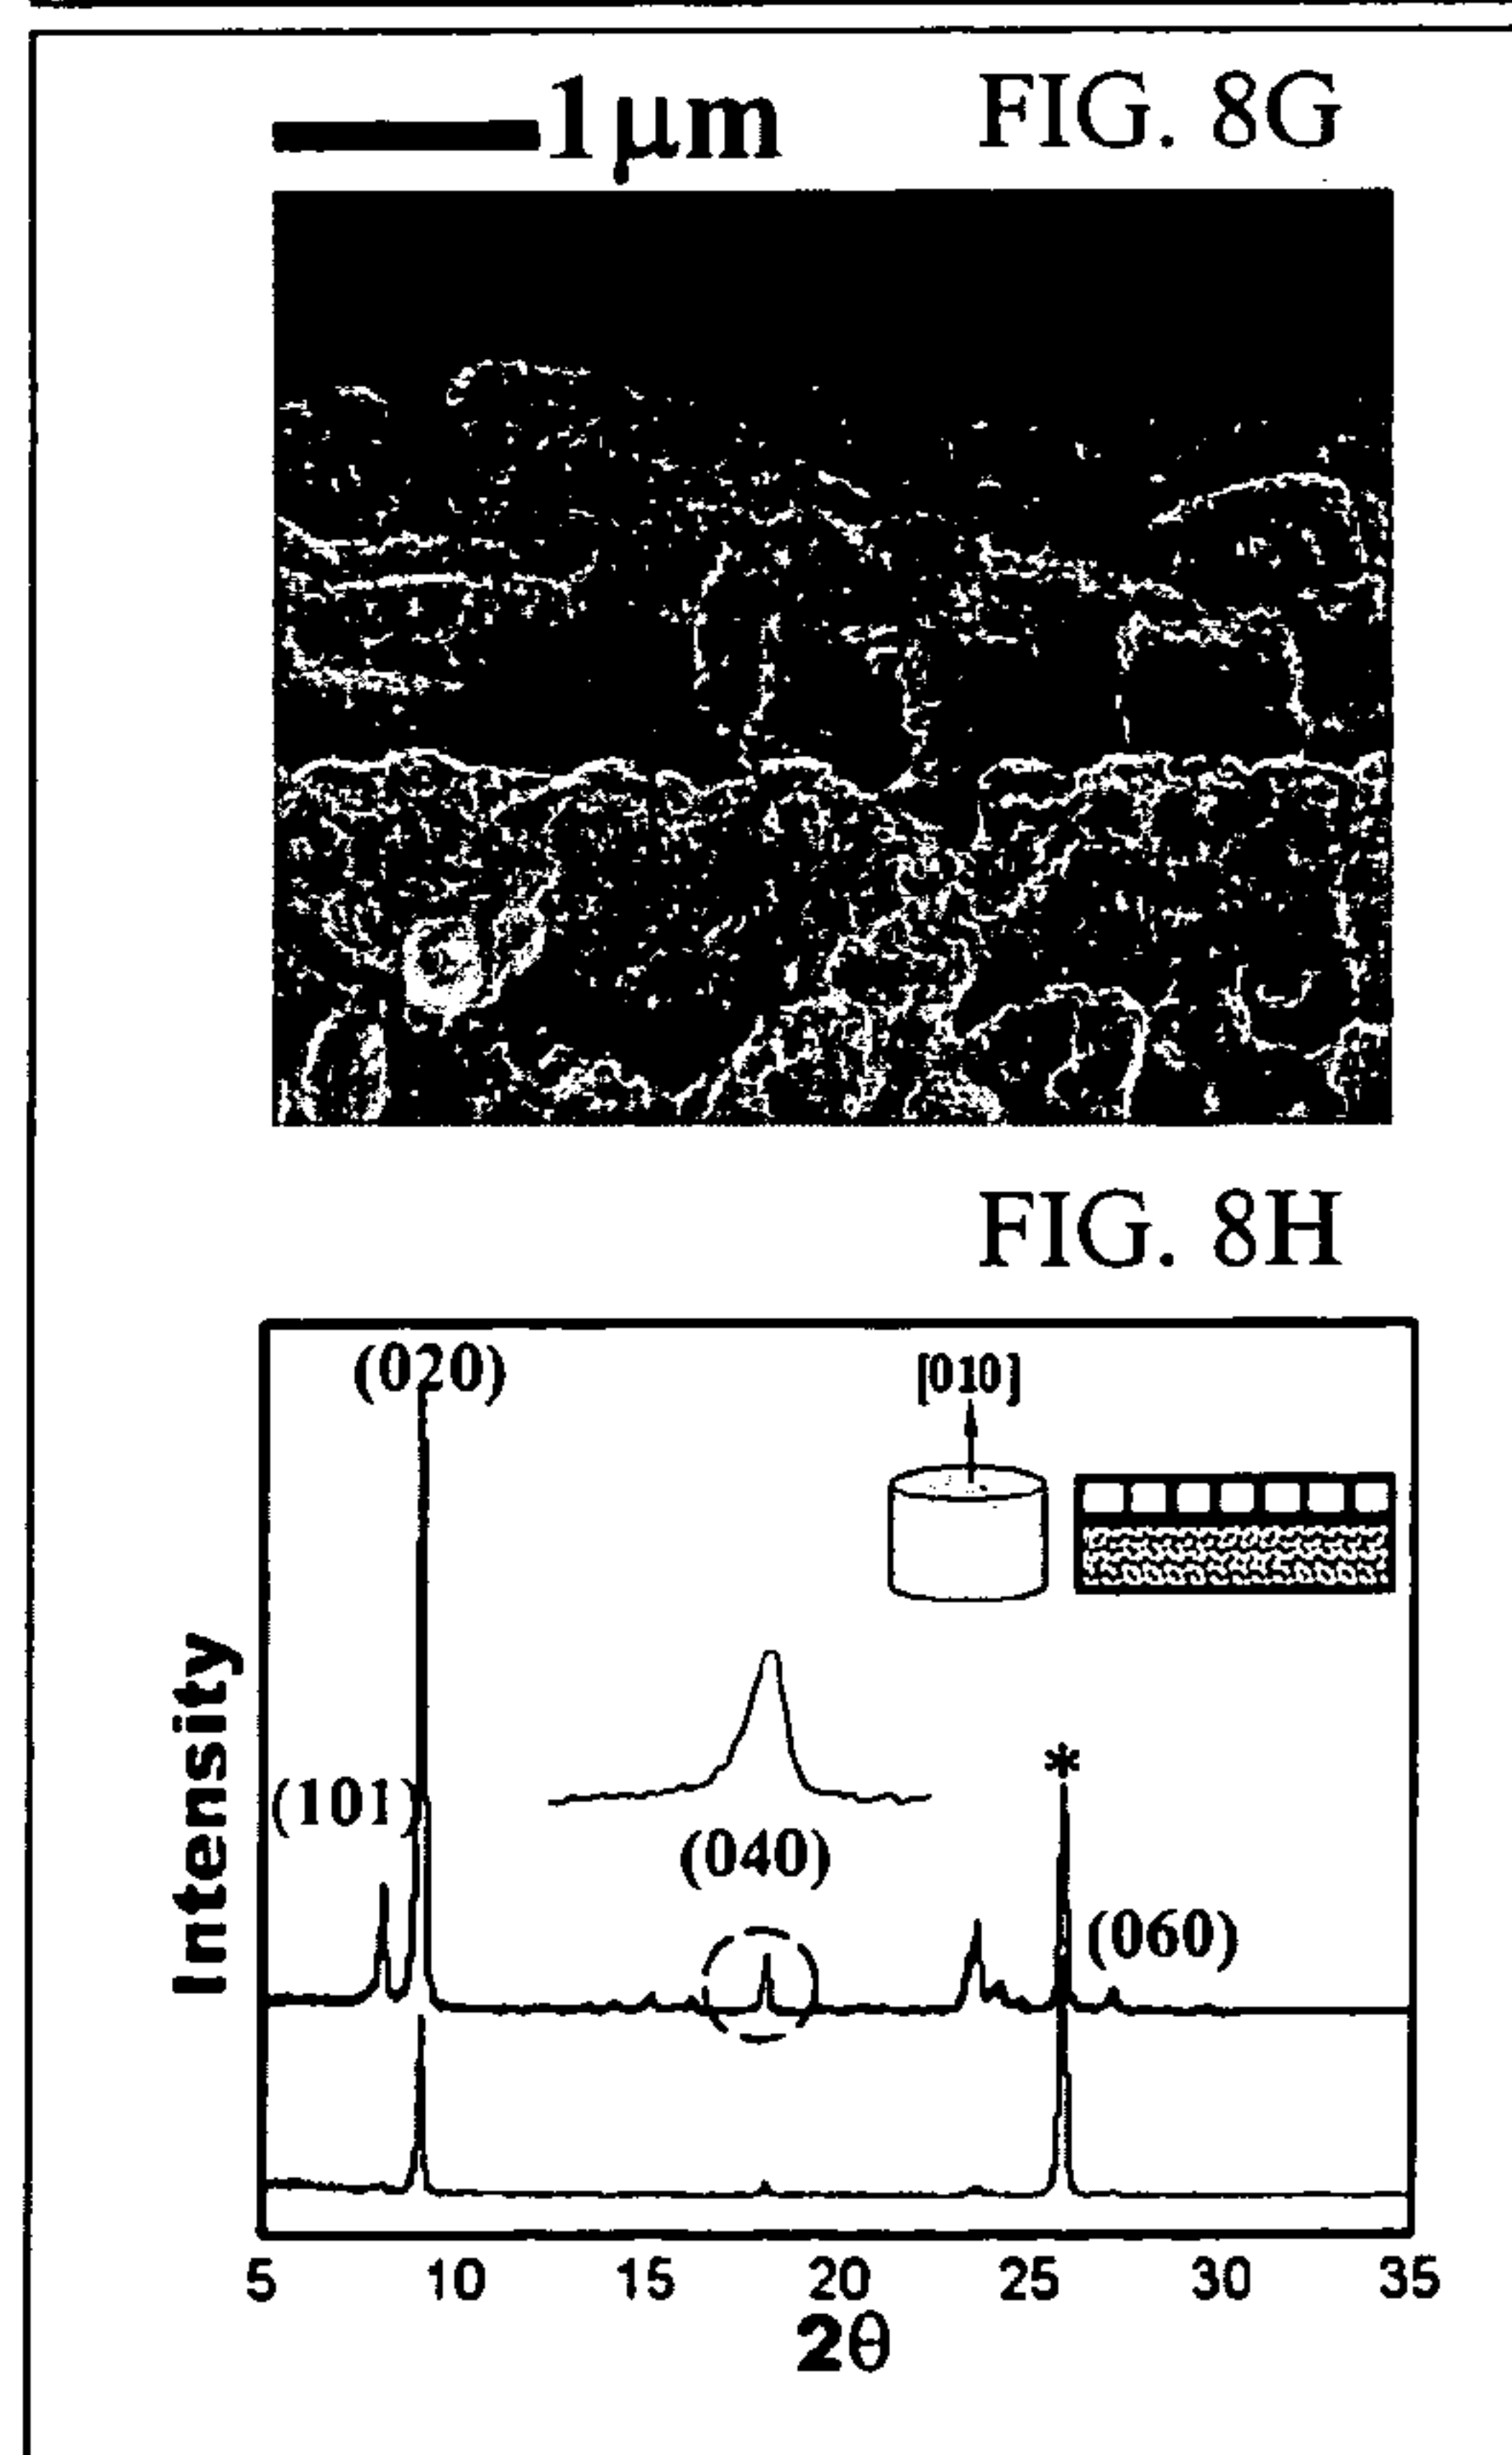 1μm FIG. 8G
FIG. 8H
(020)
[010]
(101)
*
(040)
(060)
Intensity
5 10 15 20 25 30 35
2θ